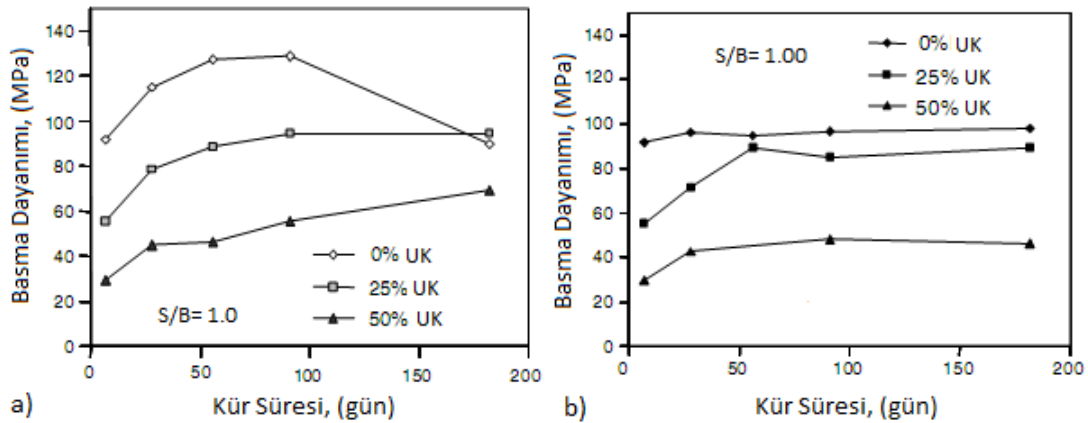 140
120
100
80
60
40
20
0
Basma Dayanımı, (MPa)
0% UK
25% UK
50% UK
S/B= 1.0
0
50
100
150
200
Kür Süresi, (gün)
a)
140
120
100
80
60
40
20
0
Basma Dayanımı, (MPa)
S/B= 1.00
0% UK
25% UK
50% UK
0
50
100
150
200
Kür Süresi, (gün)
b)